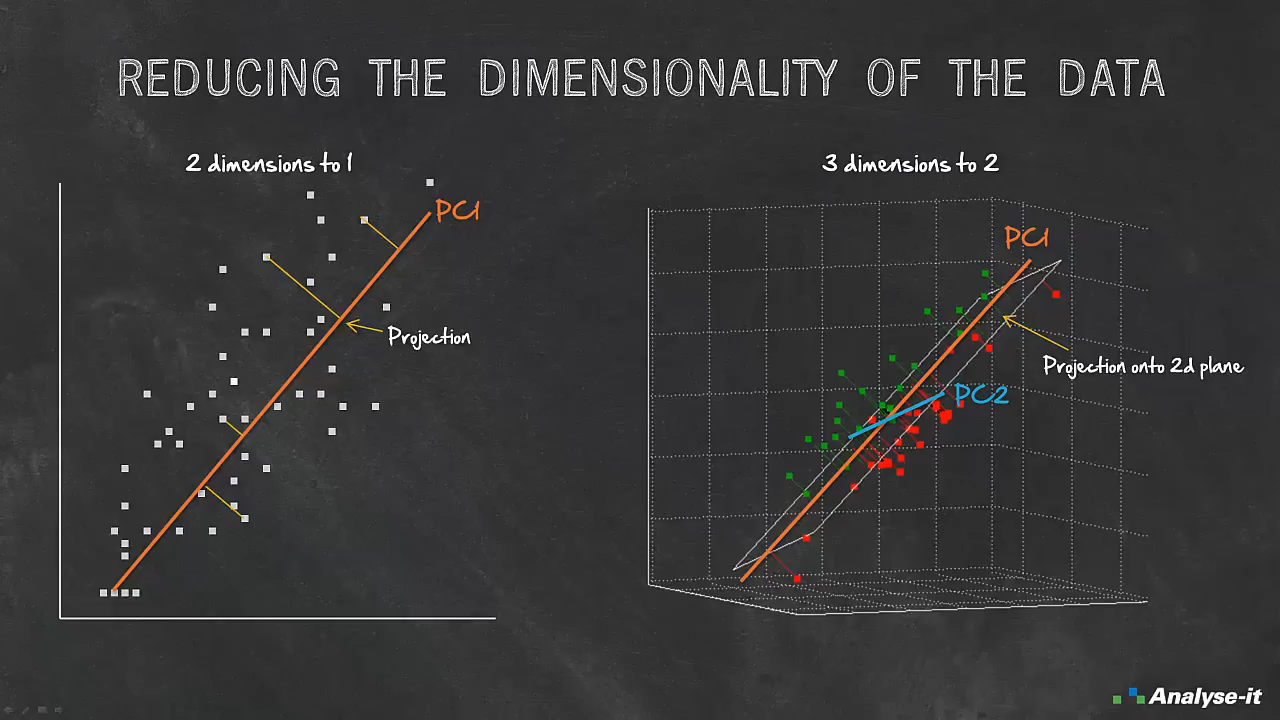 REDUCING THE DIMENSIONALITY OF THE DATA
2 dimensions to 1
PC1
Projection
3 dimensions to 2
PC1
PC2
Projection onto 2d plane
Analyse-it